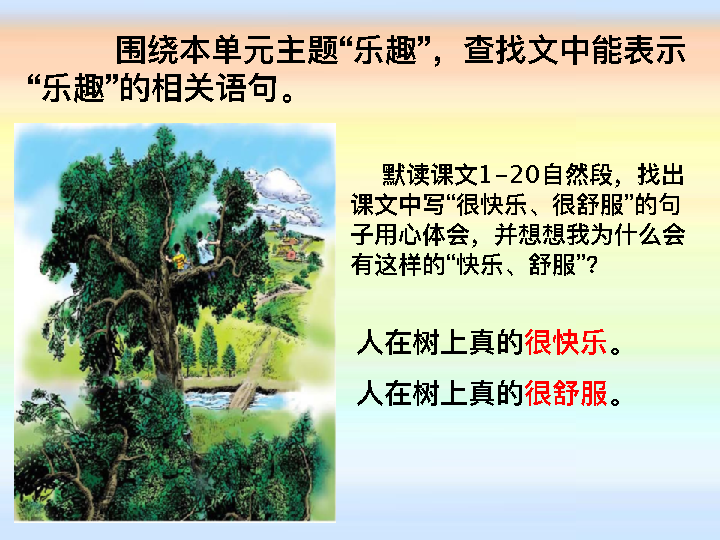 围绕本单元主题“乐趣”，查找文中能表示
“乐趣”的相关语句。
默读课文1-20自然段，找出
课文中写“很快乐、很舒服”的句
子用心体会，并想想我为什么会
有这样的“快乐、舒服”？
人在树上真的很快乐。
人在树上真的很舒服。